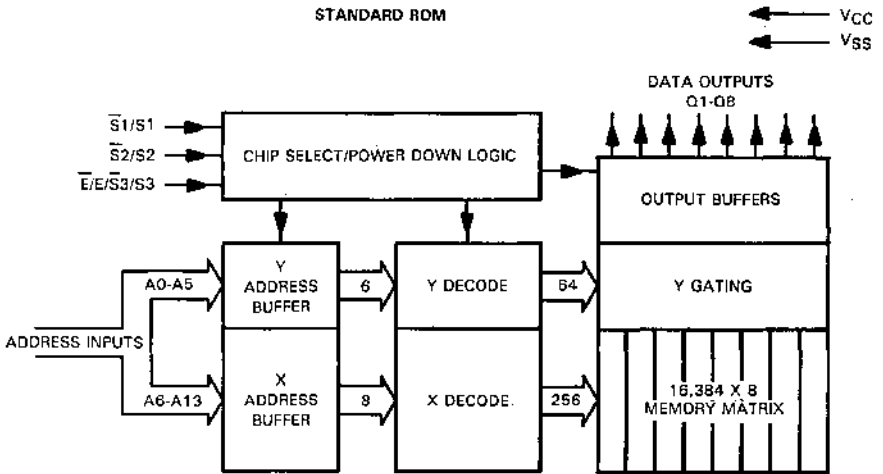 STANDARD ROM
VCC
VSS
DATA OUTPUTS
Q1-Q8
S̅1/S1
S̅2/S2
E̅/E/S̅3/S3
CHIP SELECT/POWER DOWN LOGIC
OUTPUT BUFFERS
ADDRESS INPUTS
A0-A5
Y
ADDRESS
BUFFER
6
Y DECODE
64
Y GATING
A6-A13
X
ADDRESS
BUFFER
8
X DECODE
256
16,384 X 8
MEMORY MATRIX